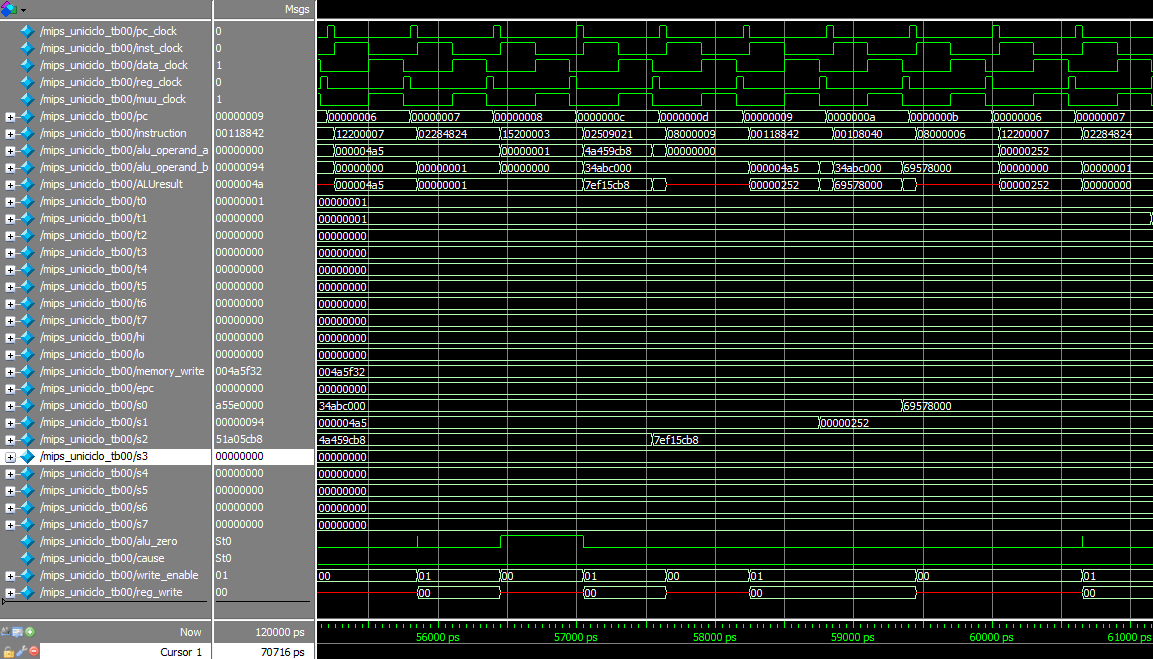 Msgs
/mips_uniciclo_tb00/pc_clock 0
/mips_uniciclo_tb00/inst_clock 0
/mips_uniciclo_tb00/data_clock 1
/mips_uniciclo_tb00/reg_clock 0
/mips_uniciclo_tb00/muu_clock 1
/mips_uniciclo_tb00/pc 00000009 00000006 00000007 00000008 0000000c 0000000d 00000009 0000000a 0000000b 00000006 00000007
/mips_uniciclo_tb00/instruction 00118842 12200007 02284824 15200003 02509021 08000009 00118842 00108040 08000006 12200007 02284824
/mips_uniciclo_tb00/alu_operand_a 00000000 000004a5 00000001 4a459cb8 00000000 00000252
/mips_uniciclo_tb00/alu_operand_b 00000094 00000000 00000001 00000000 34abc000 000004a5 34abc000 69578000 00000000 00000001
/mips_uniciclo_tb00/ALUresult 0000004a 000004a5 00000001 7ef15cb8 00000252 69578000 00000252 00000000
/mips_uniciclo_tb00/t0 00000001 00000001
/mips_uniciclo_tb00/t1 00000000 00000001
/mips_uniciclo_tb00/t2 00000000 00000000
/mips_uniciclo_tb00/t3 00000000 00000000
/mips_uniciclo_tb00/t4 00000000 00000000
/mips_uniciclo_tb00/t5 00000000 00000000
/mips_uniciclo_tb00/t6 00000000 00000000
/mips_uniciclo_tb00/t7 00000000 00000000
/mips_uniciclo_tb00/hi 00000000 00000000
/mips_uniciclo_tb00/lo 00000000 00000000
/mips_uniciclo_tb00/memory_write 004a5f32 004a5f32
/mips_uniciclo_tb00/epc 00000000 00000000
/mips_uniciclo_tb00/s0 a55e0000 34abc000 69578000
/mips_uniciclo_tb00/s1 00000094 000004a5 00000252
/mips_uniciclo_tb00/s2 51a05cb8 4a459cb8 7ef15cb8
/mips_uniciclo_tb00/s3 00000000 00000000
/mips_uniciclo_tb00/s4 00000000 00000000
/mips_uniciclo_tb00/s5 00000000 00000000
/mips_uniciclo_tb00/s6 00000000 00000000
/mips_uniciclo_tb00/s7 00000000 00000000
/mips_uniciclo_tb00/alu_zero St0
/mips_uniciclo_tb00/cause St0
/mips_uniciclo_tb00/write_enable 01 00 01 00 01 00 01 00 01
/mips_uniciclo_tb00/reg_write 00 00 00 00 00
Now 120000 ps 56000 ps 57000 ps 58000 ps 59000 ps 60000 ps 61000 ps
Cursor 1 70716 ps